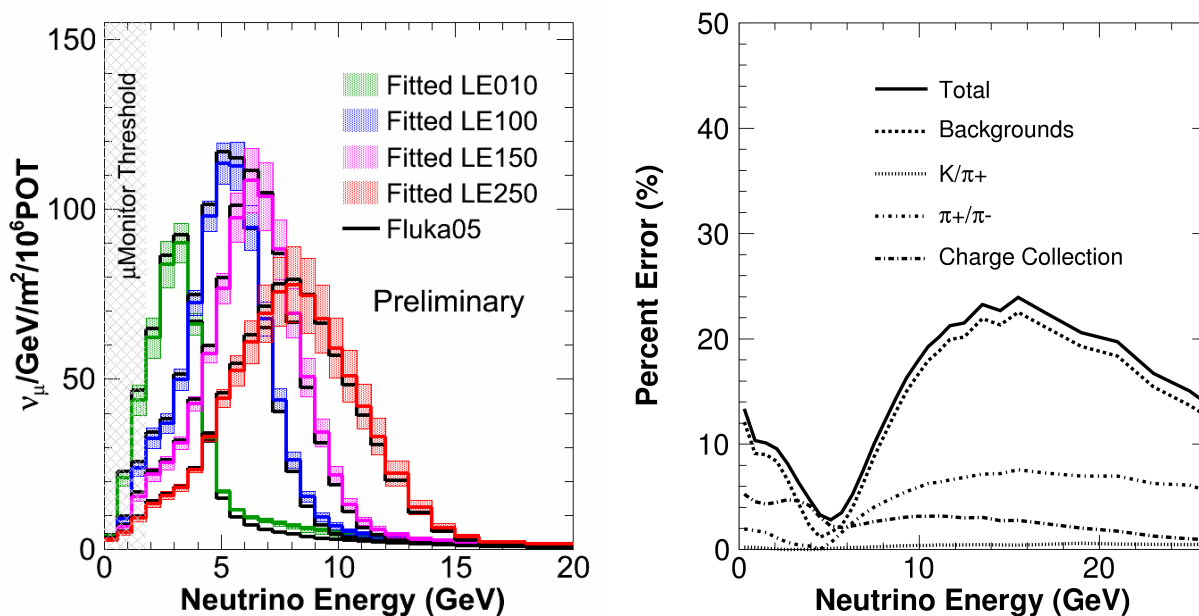 150
100
50
0
0
5
10
15
20
νμ/GeV/m²/10⁶POT
Neutrino Energy (GeV)
μMonitor Threshold
Fitted LE010
Fitted LE100
Fitted LE150
Fitted LE250
Fluka05
Preliminary
50
40
30
20
10
0
0
10
20
Percent Error (%)
Neutrino Energy (GeV)
Total
Backgrounds
K/π+
π+/π-
Charge Collection